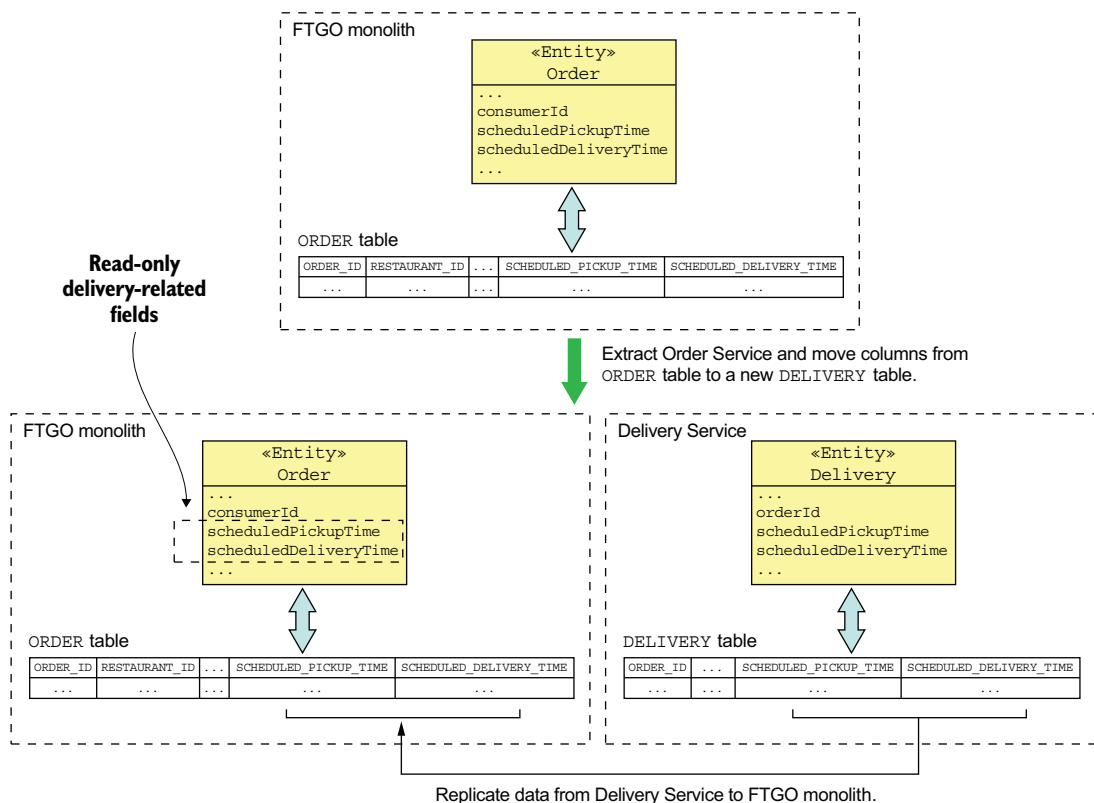 FTGO monolith
«Entity»
Order
...
consumerId
scheduledPickupTime
scheduledDeliveryTime
...
ORDER table
ORDER_ID RESTAURANT_ID ... SCHEDULED_PICKUP_TIME SCHEDULED_DELIVERY_TIME
... ... ... ... ...
Read-only
delivery-related
fields
Extract Order Service and move columns from
ORDER table to a new DELIVERY table.
FTGO monolith
«Entity»
Order
...
consumerId
scheduledPickupTime
scheduledDeliveryTime
...
ORDER table
ORDER_ID RESTAURANT_ID ... SCHEDULED_PICKUP_TIME SCHEDULED_DELIVERY_TIME
... ... ... ... ...
Delivery Service
«Entity»
Delivery
...
orderId
scheduledPickupTime
scheduledDeliveryTime
...
DELIVERY table
ORDER_ID ... SCHEDULED_PICKUP_TIME SCHEDULED_DELIVERY_TIME
... ... ... ...
Replicate data from Delivery Service to FTGO monolith.